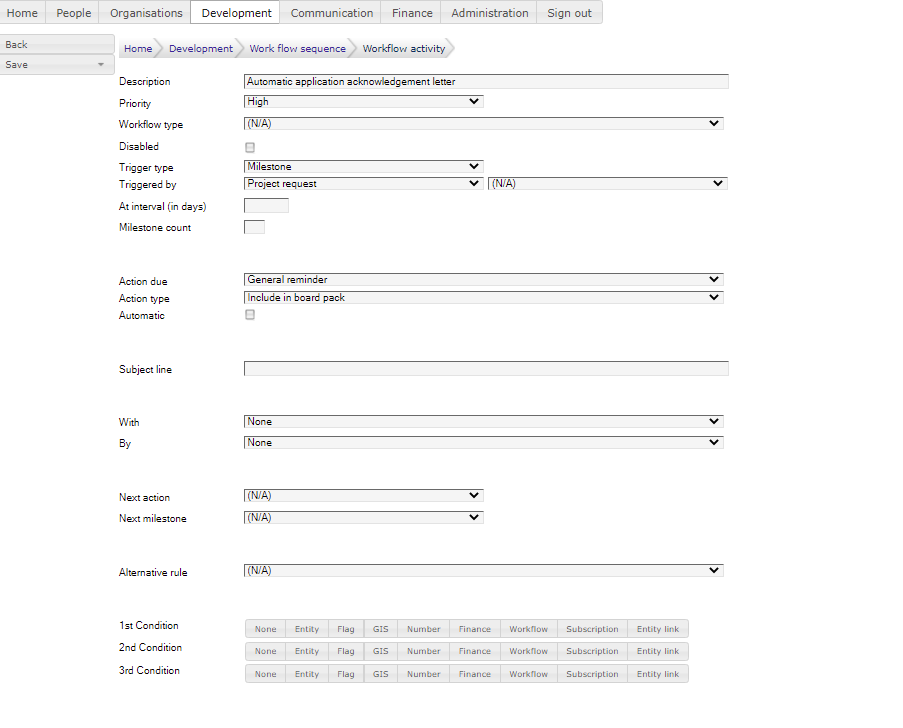 Home People Organisations Development Communication Finance Administration Sign out
Back
Save
Home Development Work flow sequence Workflow activity
Description Automatic application acknowledgement letter
Priority High
Workflow type (N/A)
Disabled
Trigger type Milestone
Triggered by Project request (N/A)
At interval (in days)
Milestone count
Action due General reminder
Action type Include in board pack
Automatic
Subject line
With None
By None
Next action (N/A)
Next milestone (N/A)
Alternative rule (N/A)
1st Condition None Entity Flag GIS Number Finance Workflow Subscription Entity link
2nd Condition None Entity Flag GIS Number Finance Workflow Subscription Entity link
3rd Condition None Entity Flag GIS Number Finance Workflow Subscription Entity link